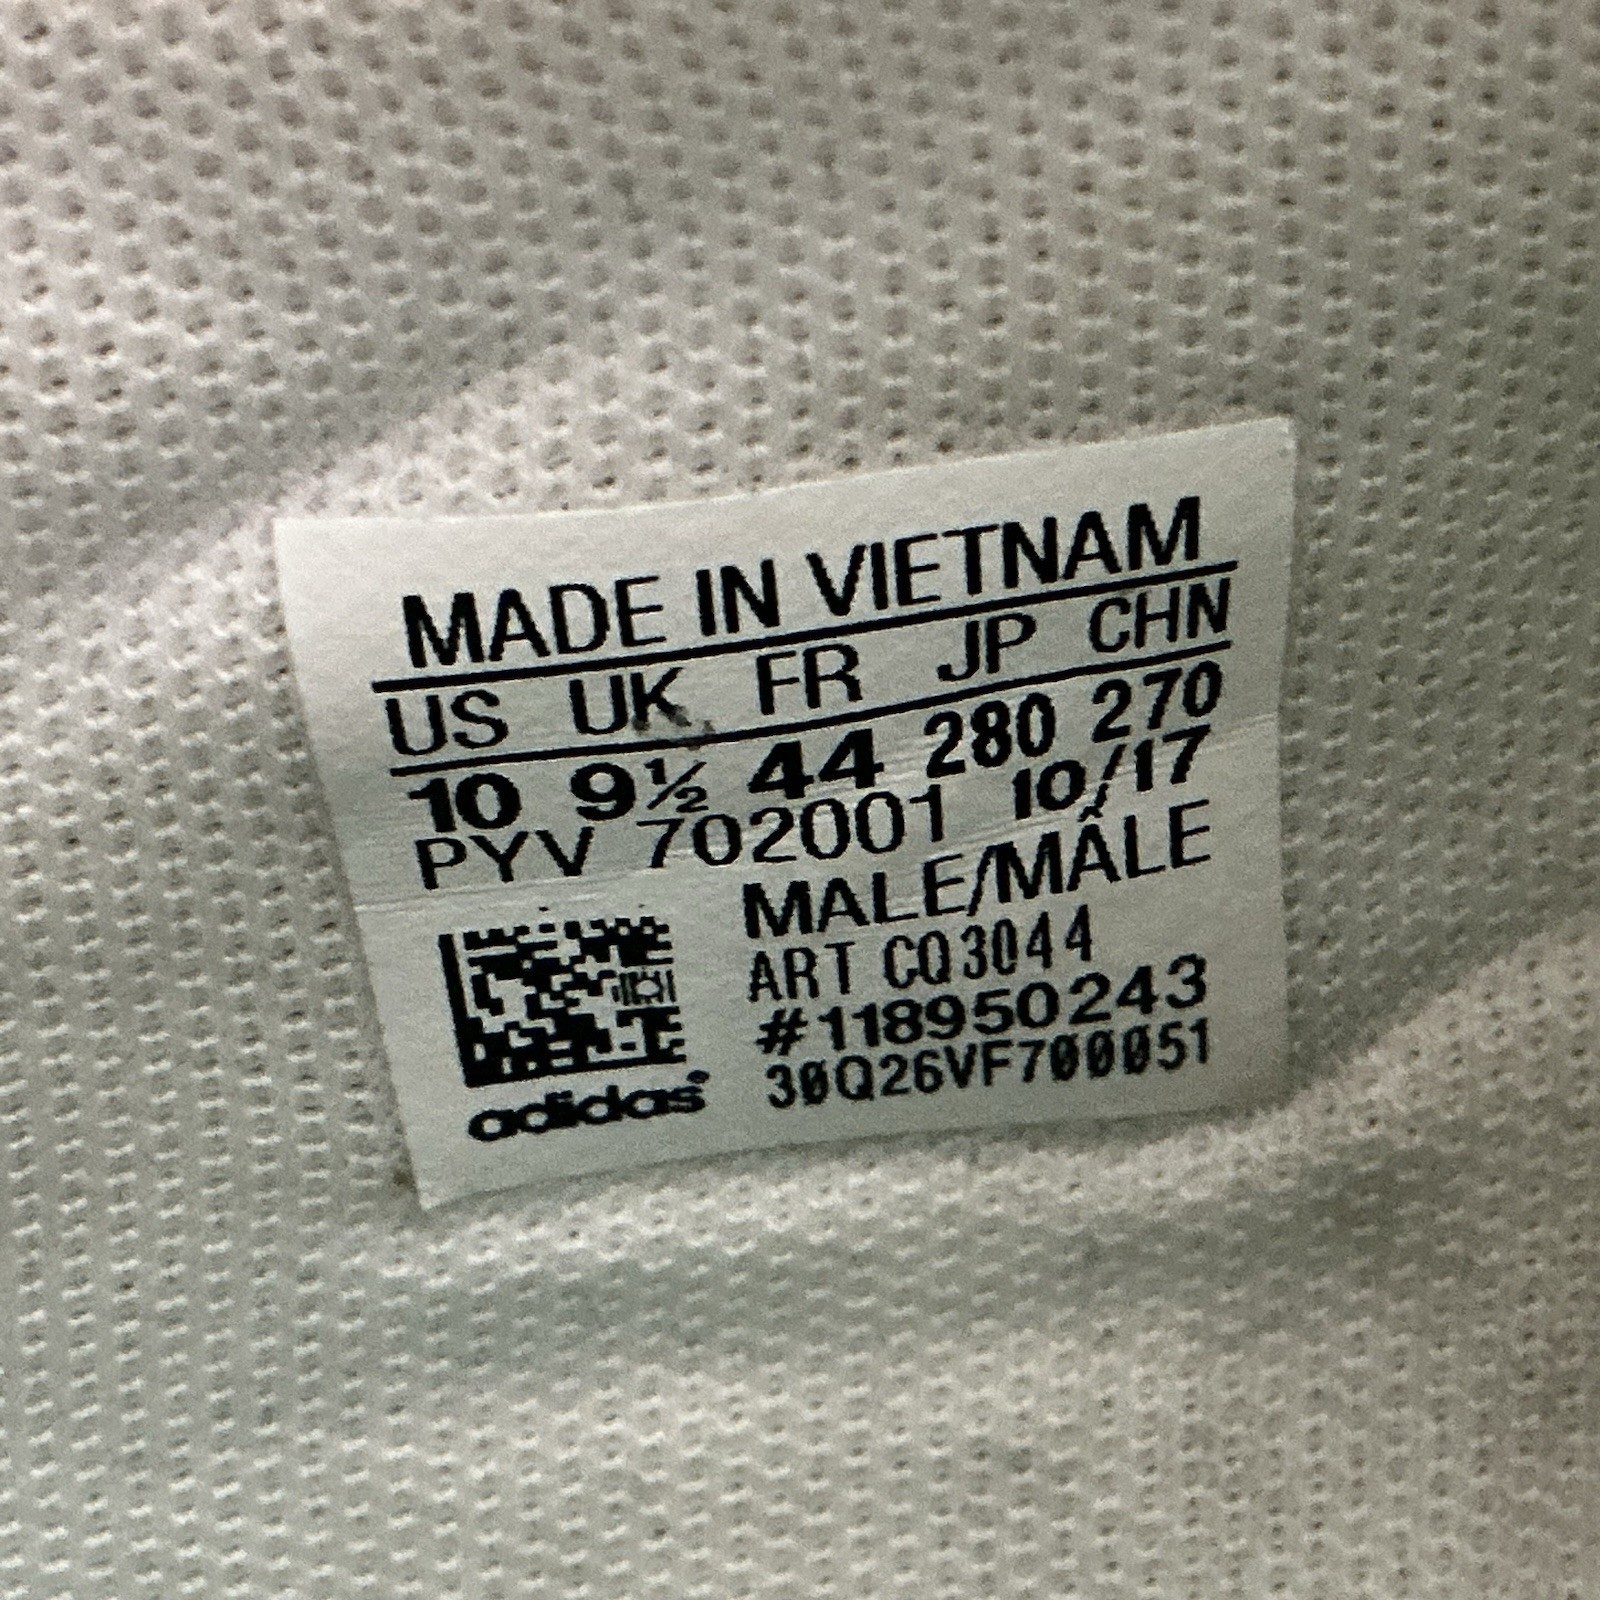 MADE IN VIETNAM
US UK FR JP CHN
10 9½ 44 280 270
PYV 702001 10/17
MALE/MÂLE
ART CQ3044
#118950243
30Q26VF700051
adidas